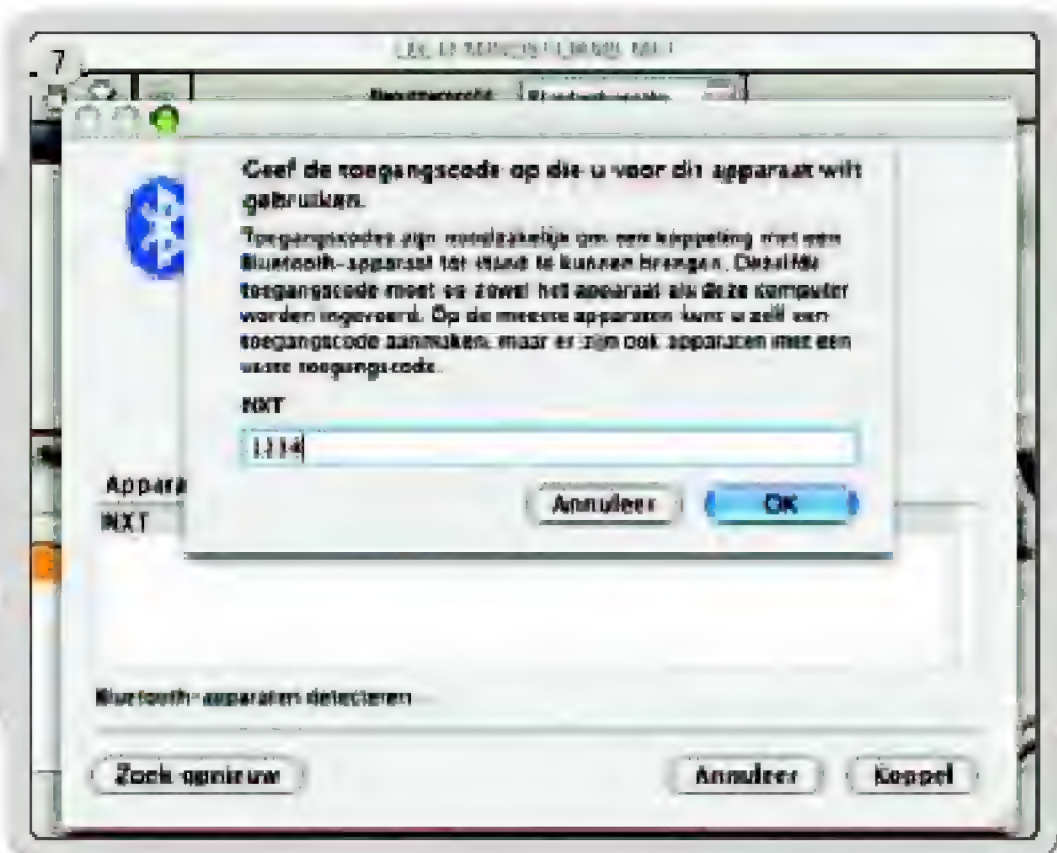 7
LEGO MINDSTORMS NXT
Geef de toegangscode op die u voor dit apparaat wilt
gebruiken.
Toegangscodes zijn noodzakelijk om een koppeling met een
Bluetooth-apparaat tot stand te kunnen brengen. Dezelfde
toegangscode moet op zowel het apparaat als deze computer
worden ingevoerd. Op de meeste apparaten kunt u zelf een
toegangscode aanmaken, maar er zijn ook apparaten met een
vaste toegangscode.
NXT
1234
Annuleer
OK
Appara
NXT
Bluetooth-apparaten detecteren
Zoek opnieuw
Annuleer
Koppel